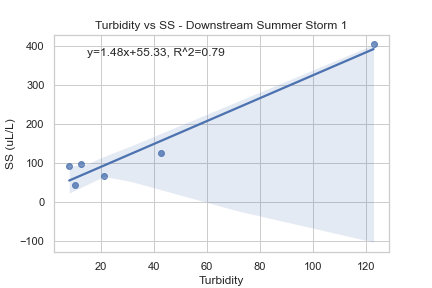 Turbidity vs SS - Downstream Summer Storm 1
y=1.48x+55.33, R^2=0.79
400
300
200
100
0
−100
SS (uL/L)
20 40 60 80 100 120
Turbidity